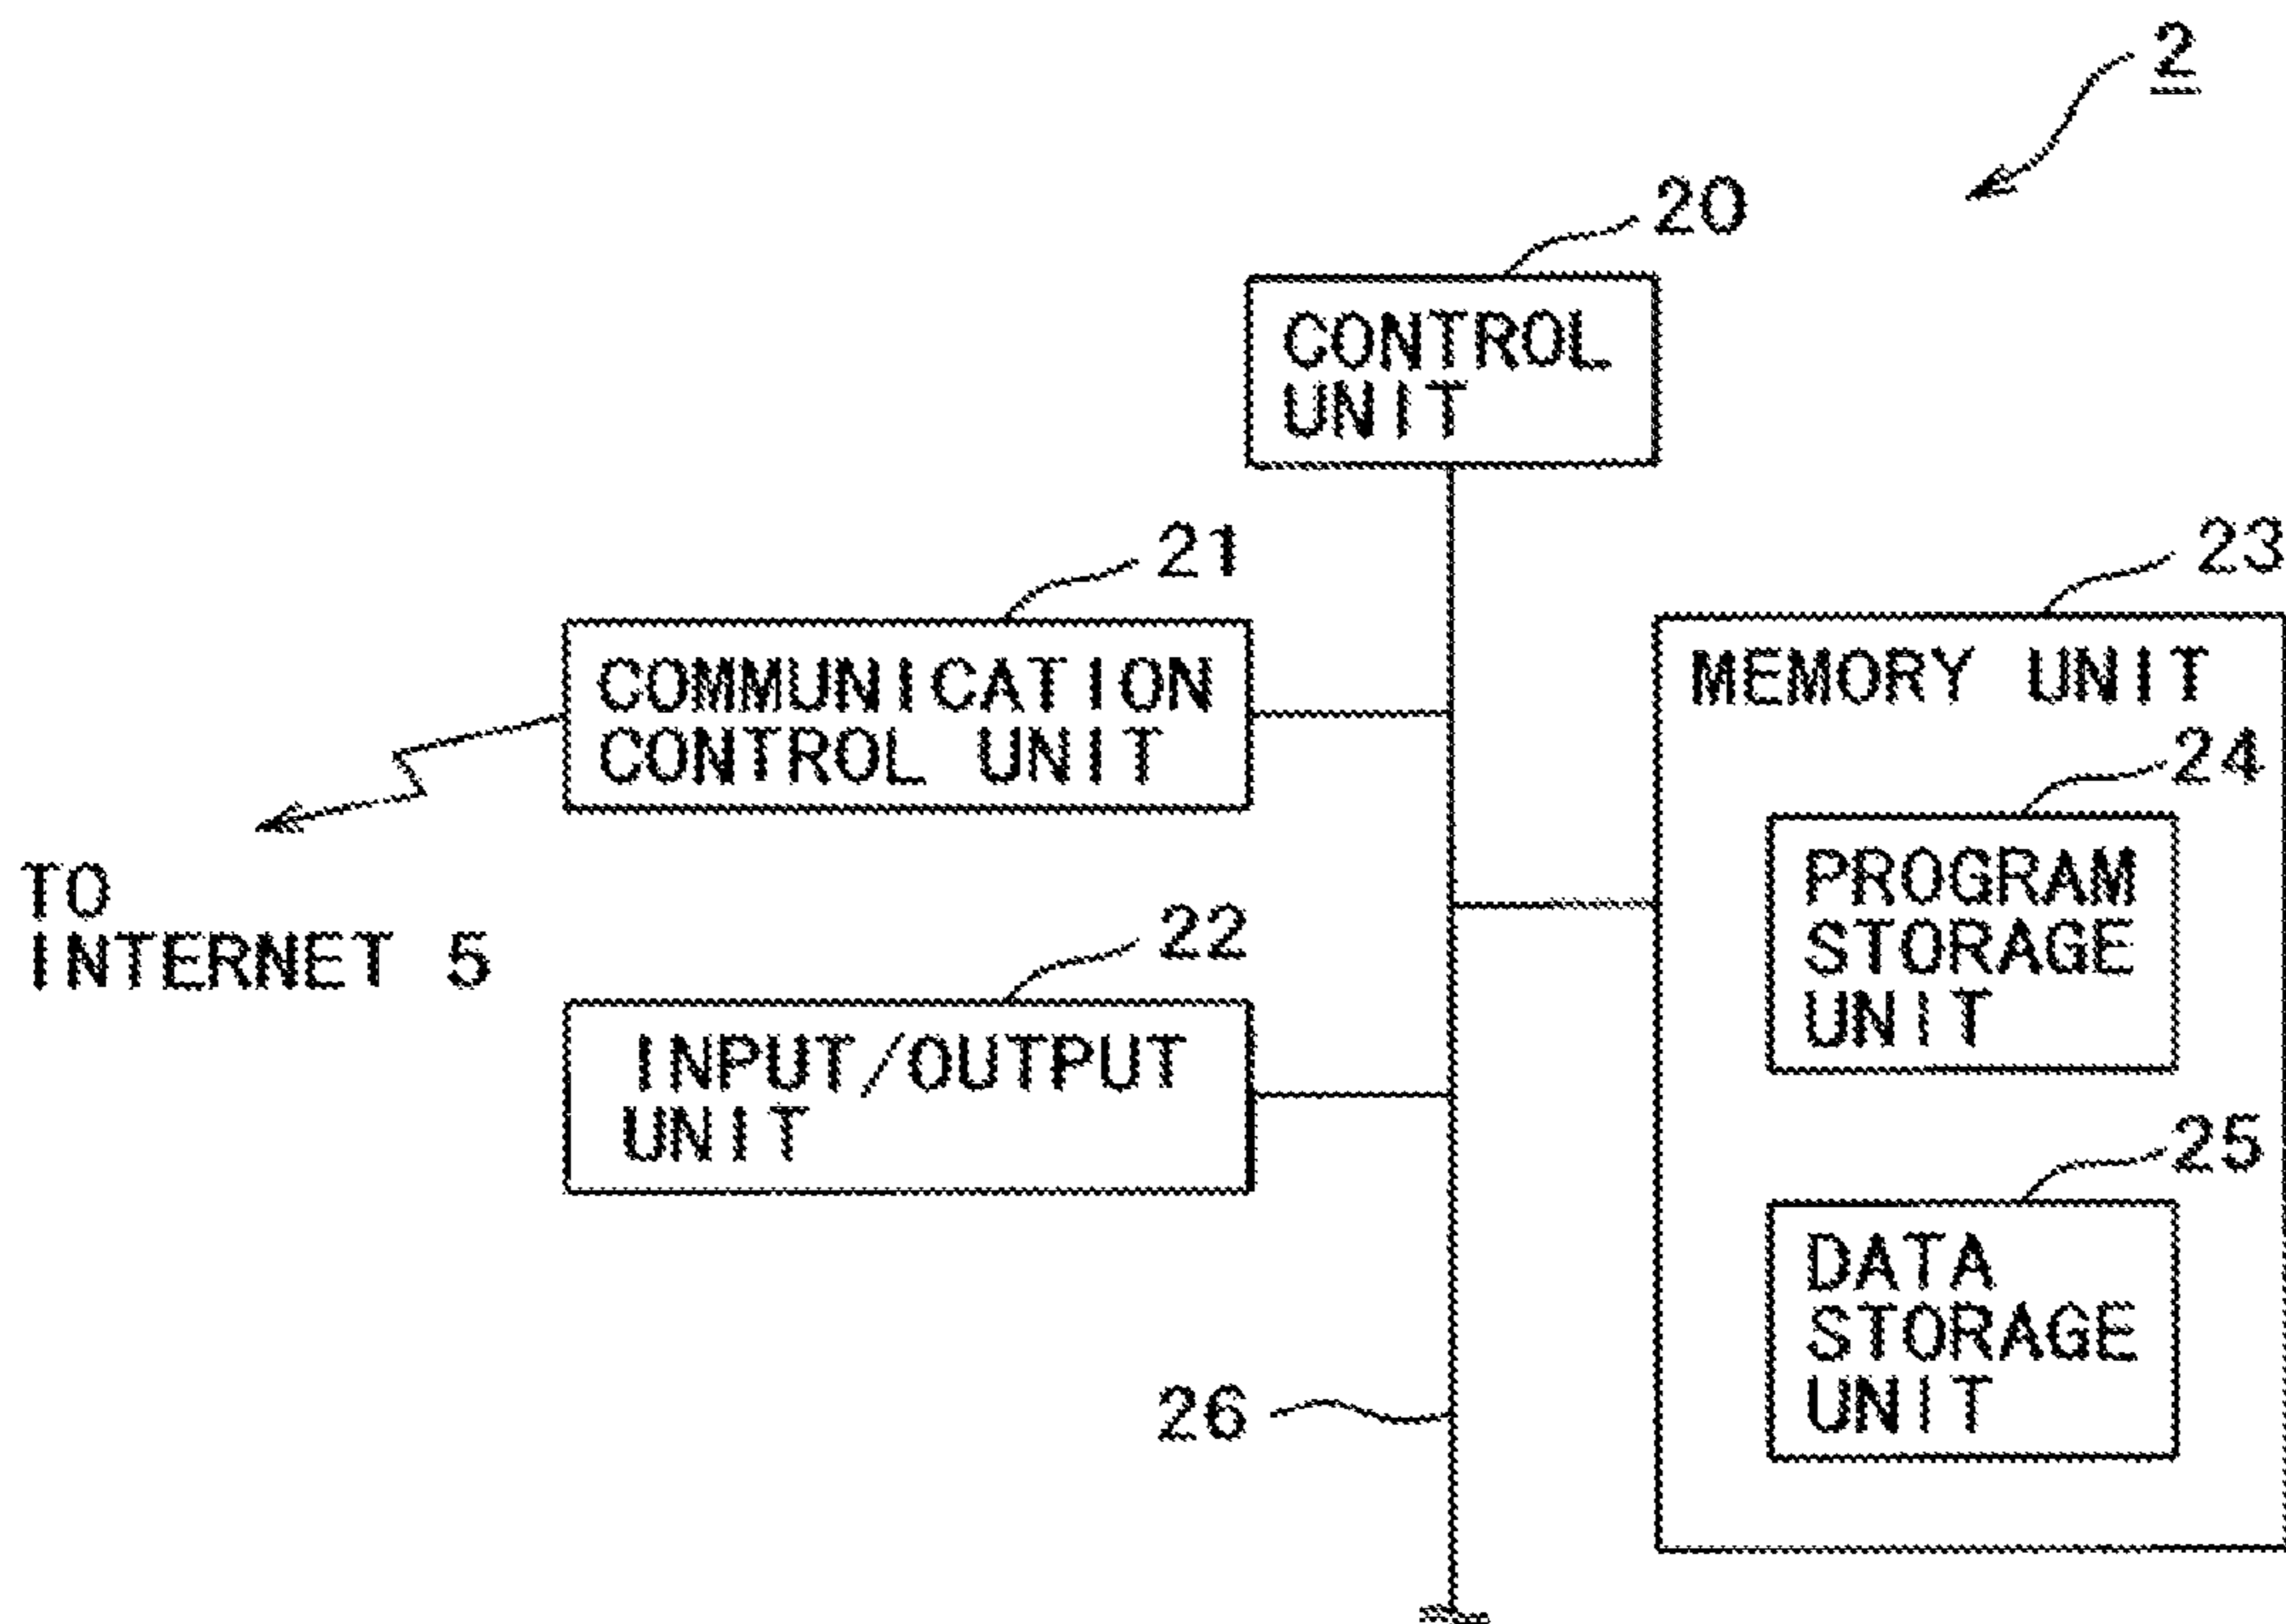 2
20
CONTROL
UNIT
21
23
COMMUNICATION
CONTROL UNIT
MEMORY UNIT
24
TO
INTERNET 5
PROGRAM
STORAGE
UNIT
22
INPUT/OUTPUT
UNIT
25
DATA
STORAGE
UNIT
26